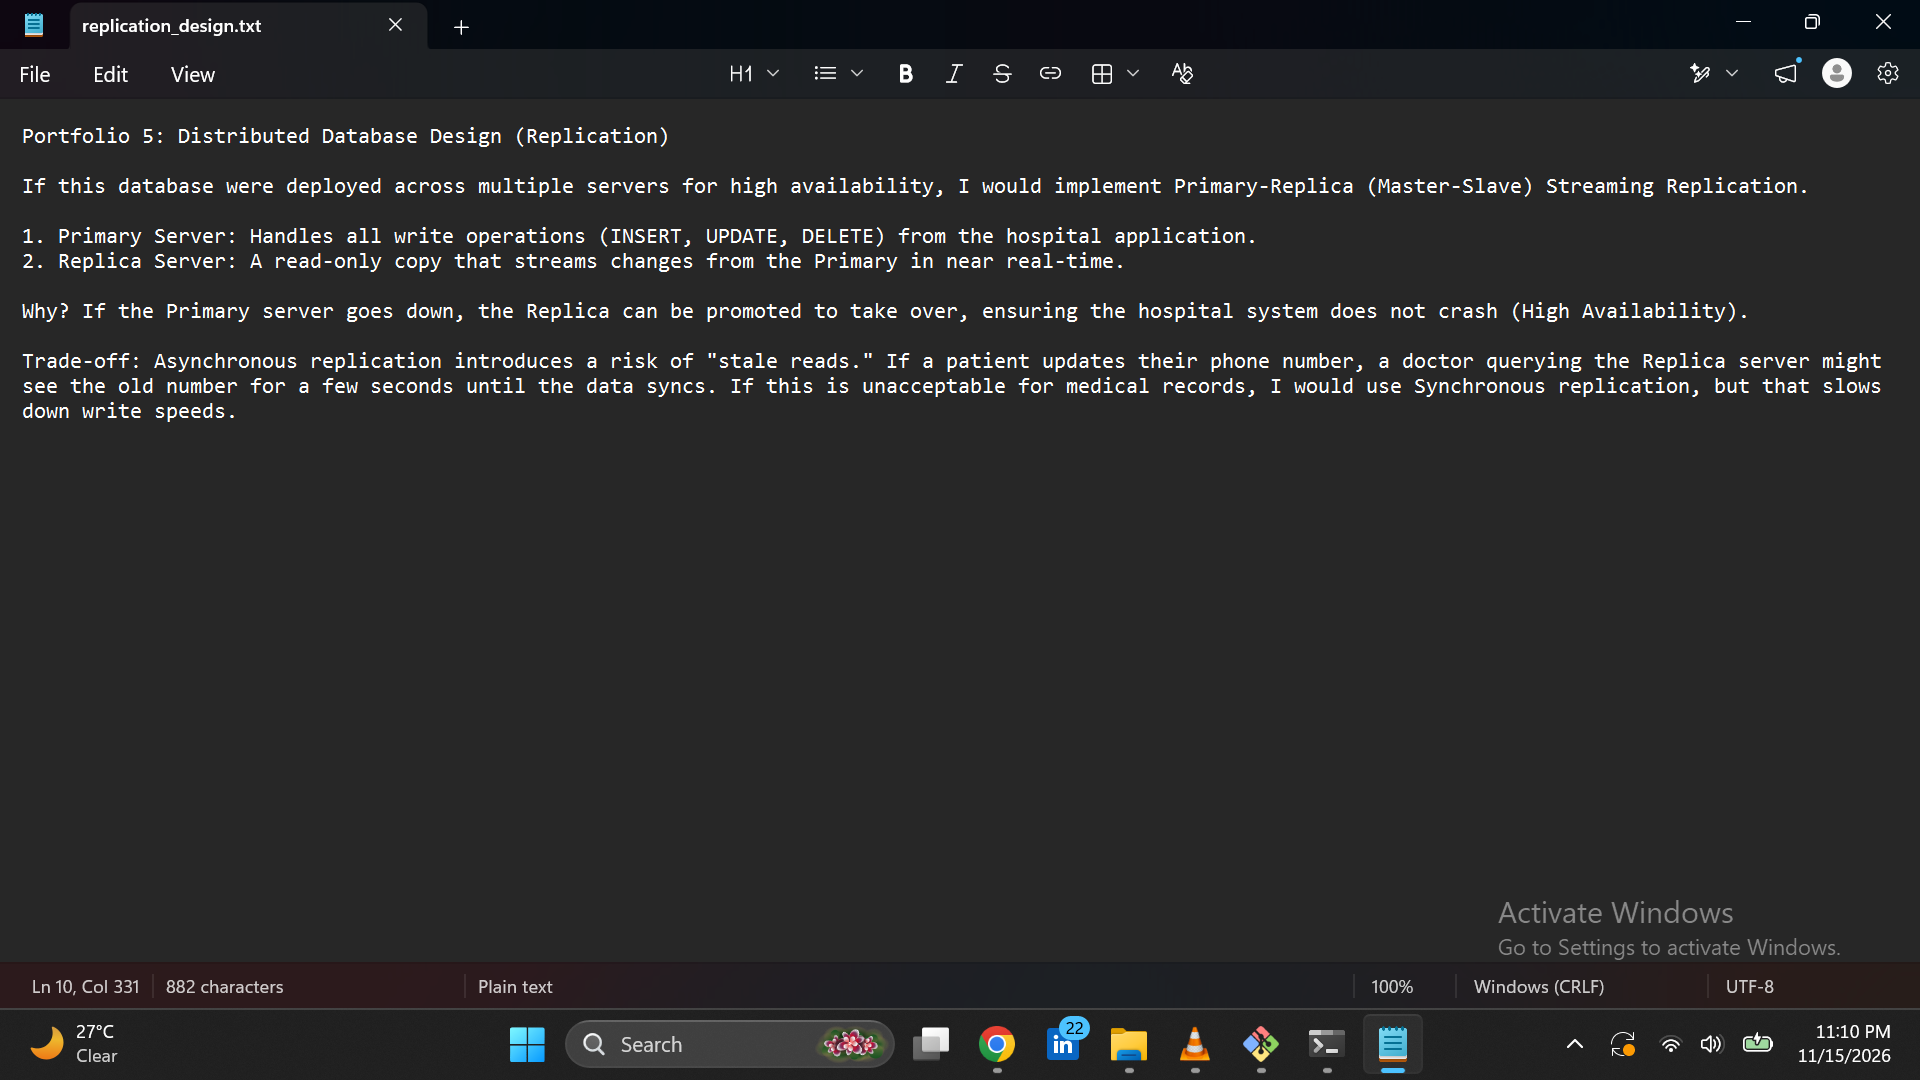 replication_design.txt
File Edit View
H1
Portfolio 5: Distributed Database Design (Replication)
If this database were deployed across multiple servers for high availability, I would implement Primary-Replica (Master-Slave) Streaming Replication.
1. Primary Server: Handles all write operations (INSERT, UPDATE, DELETE) from the hospital application.
2. Replica Server: A read-only copy that streams changes from the Primary in near real-time.
Why? If the Primary server goes down, the Replica can be promoted to take over, ensuring the hospital system does not crash (High Availability).
Trade-off: Asynchronous replication introduces a risk of "stale reads." If a patient updates their phone number, a doctor querying the Replica server might
see the old number for a few seconds until the data syncs. If this is unacceptable for medical records, I would use Synchronous replication, but that slows
down write speeds.
Activate Windows
Go to Settings to activate Windows.
Ln 10, Col 331 882 characters Plain text 100% Windows (CRLF) UTF-8
27°C
Clear
Search
in 22
11:10 PM
11/15/2026